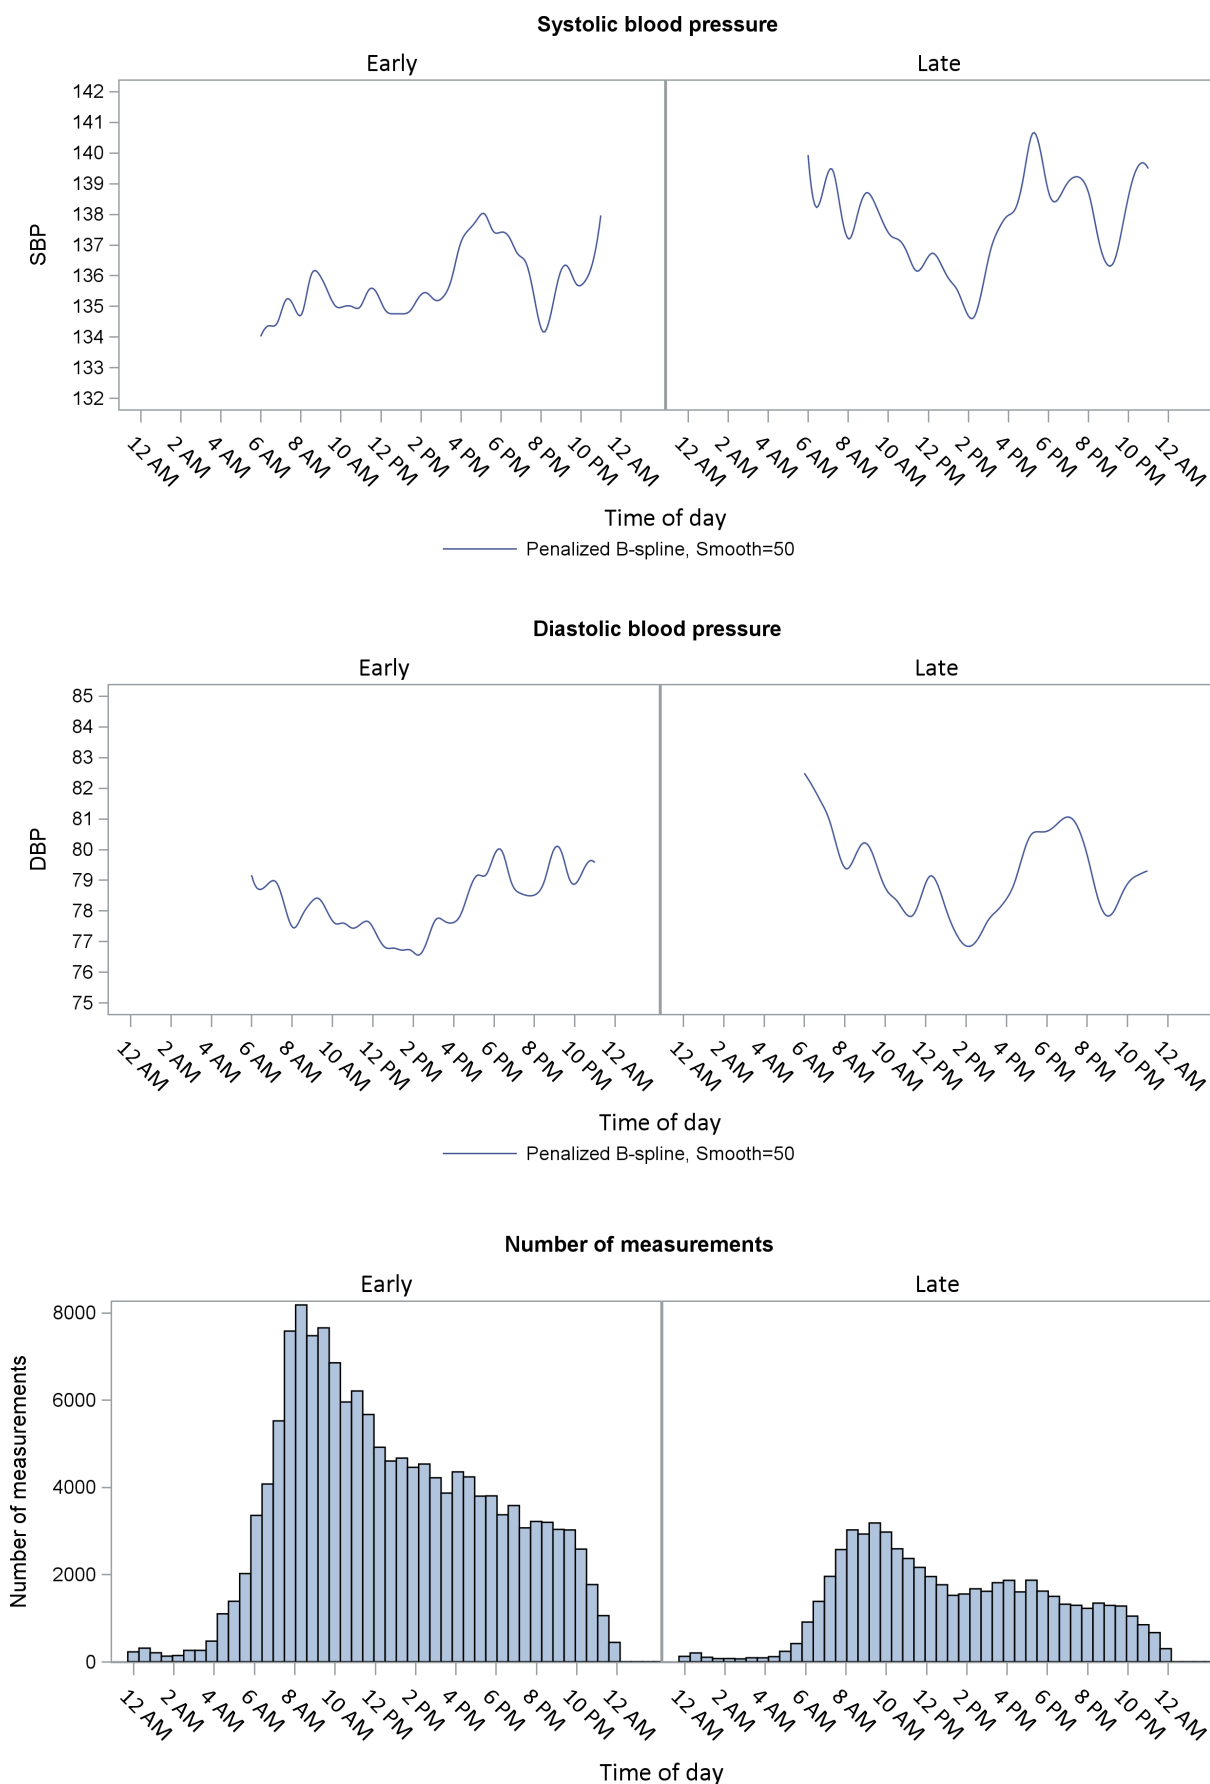 Systolic blood pressure
Early
Late
142
141
140
139
138
137
136
135
134
133
132
SBP
12 AM 2 AM 4 AM 6 AM 8 AM 10 AM 12 PM 2 PM 4 PM 6 PM 8 PM 10 PM 12 AM
12 AM 2 AM 4 AM 6 AM 8 AM 10 AM 12 PM 2 PM 4 PM 6 PM 8 PM 10 PM 12 AM
Time of day
Penalized B-spline, Smooth=50
Diastolic blood pressure
Early
Late
85
84
83
82
81
80
79
78
77
76
75
DBP
12 AM 2 AM 4 AM 6 AM 8 AM 10 AM 12 PM 2 PM 4 PM 6 PM 8 PM 10 PM 12 AM
12 AM 2 AM 4 AM 6 AM 8 AM 10 AM 12 PM 2 PM 4 PM 6 PM 8 PM 10 PM 12 AM
Time of day
Penalized B-spline, Smooth=50
Number of measurements
Early
Late
8000
6000
4000
2000
0
Number of measurements
12 AM 2 AM 4 AM 6 AM 8 AM 10 AM 12 PM 2 PM 4 PM 6 PM 8 PM 10 PM 12 AM
12 AM 2 AM 4 AM 6 AM 8 AM 10 AM 12 PM 2 PM 4 PM 6 PM 8 PM 10 PM 12 AM
Time of day